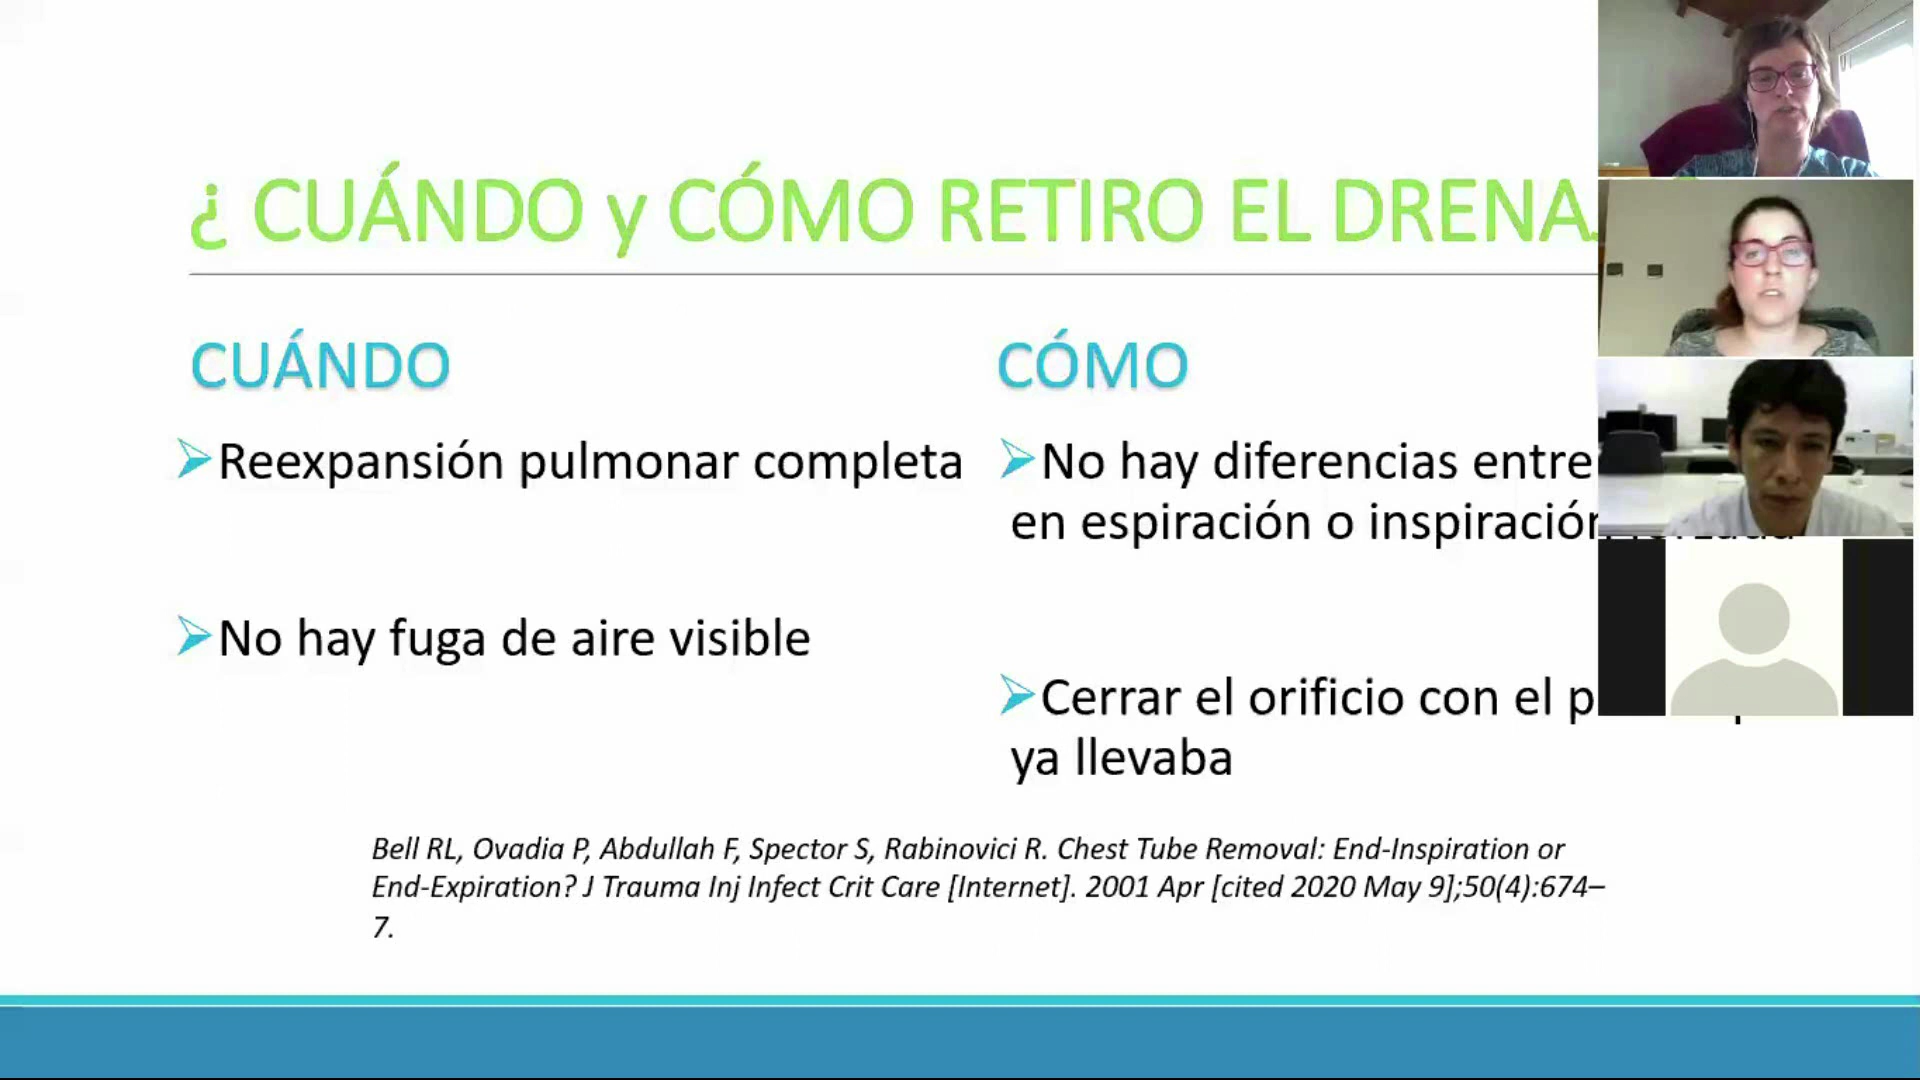 ¿ CUÁNDO y CÓMO RETIRO EL DRENA
CUÁNDO
Reexpansión pulmonar completa
No hay fuga de aire visible
CÓMO
No hay diferencias entre
en espiración o inspiración
Cerrar el orificio con el
ya llevaba
Bell RL, Ovadia P, Abdullah F, Spector S, Rabinovici R. Chest Tube Removal: End-Inspiration or
End-Expiration? J Trauma Inj Infect Crit Care [Internet]. 2001 Apr [cited 2020 May 9];50(4):674–
7.